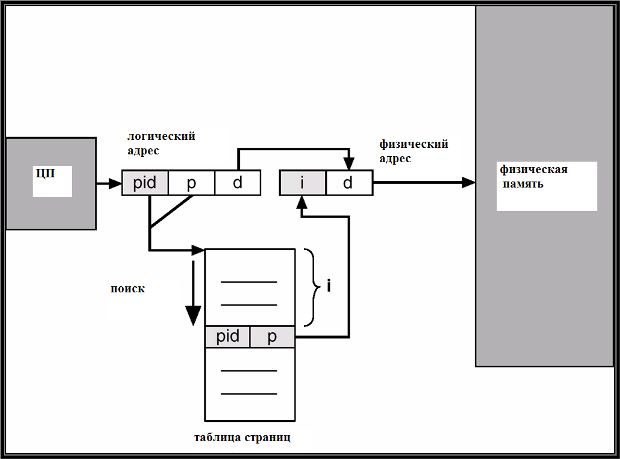 логический
адрес
физический
адрес
ЦП
физическая
память
pid p d
i d
поиск
i
pid p
таблица страниц